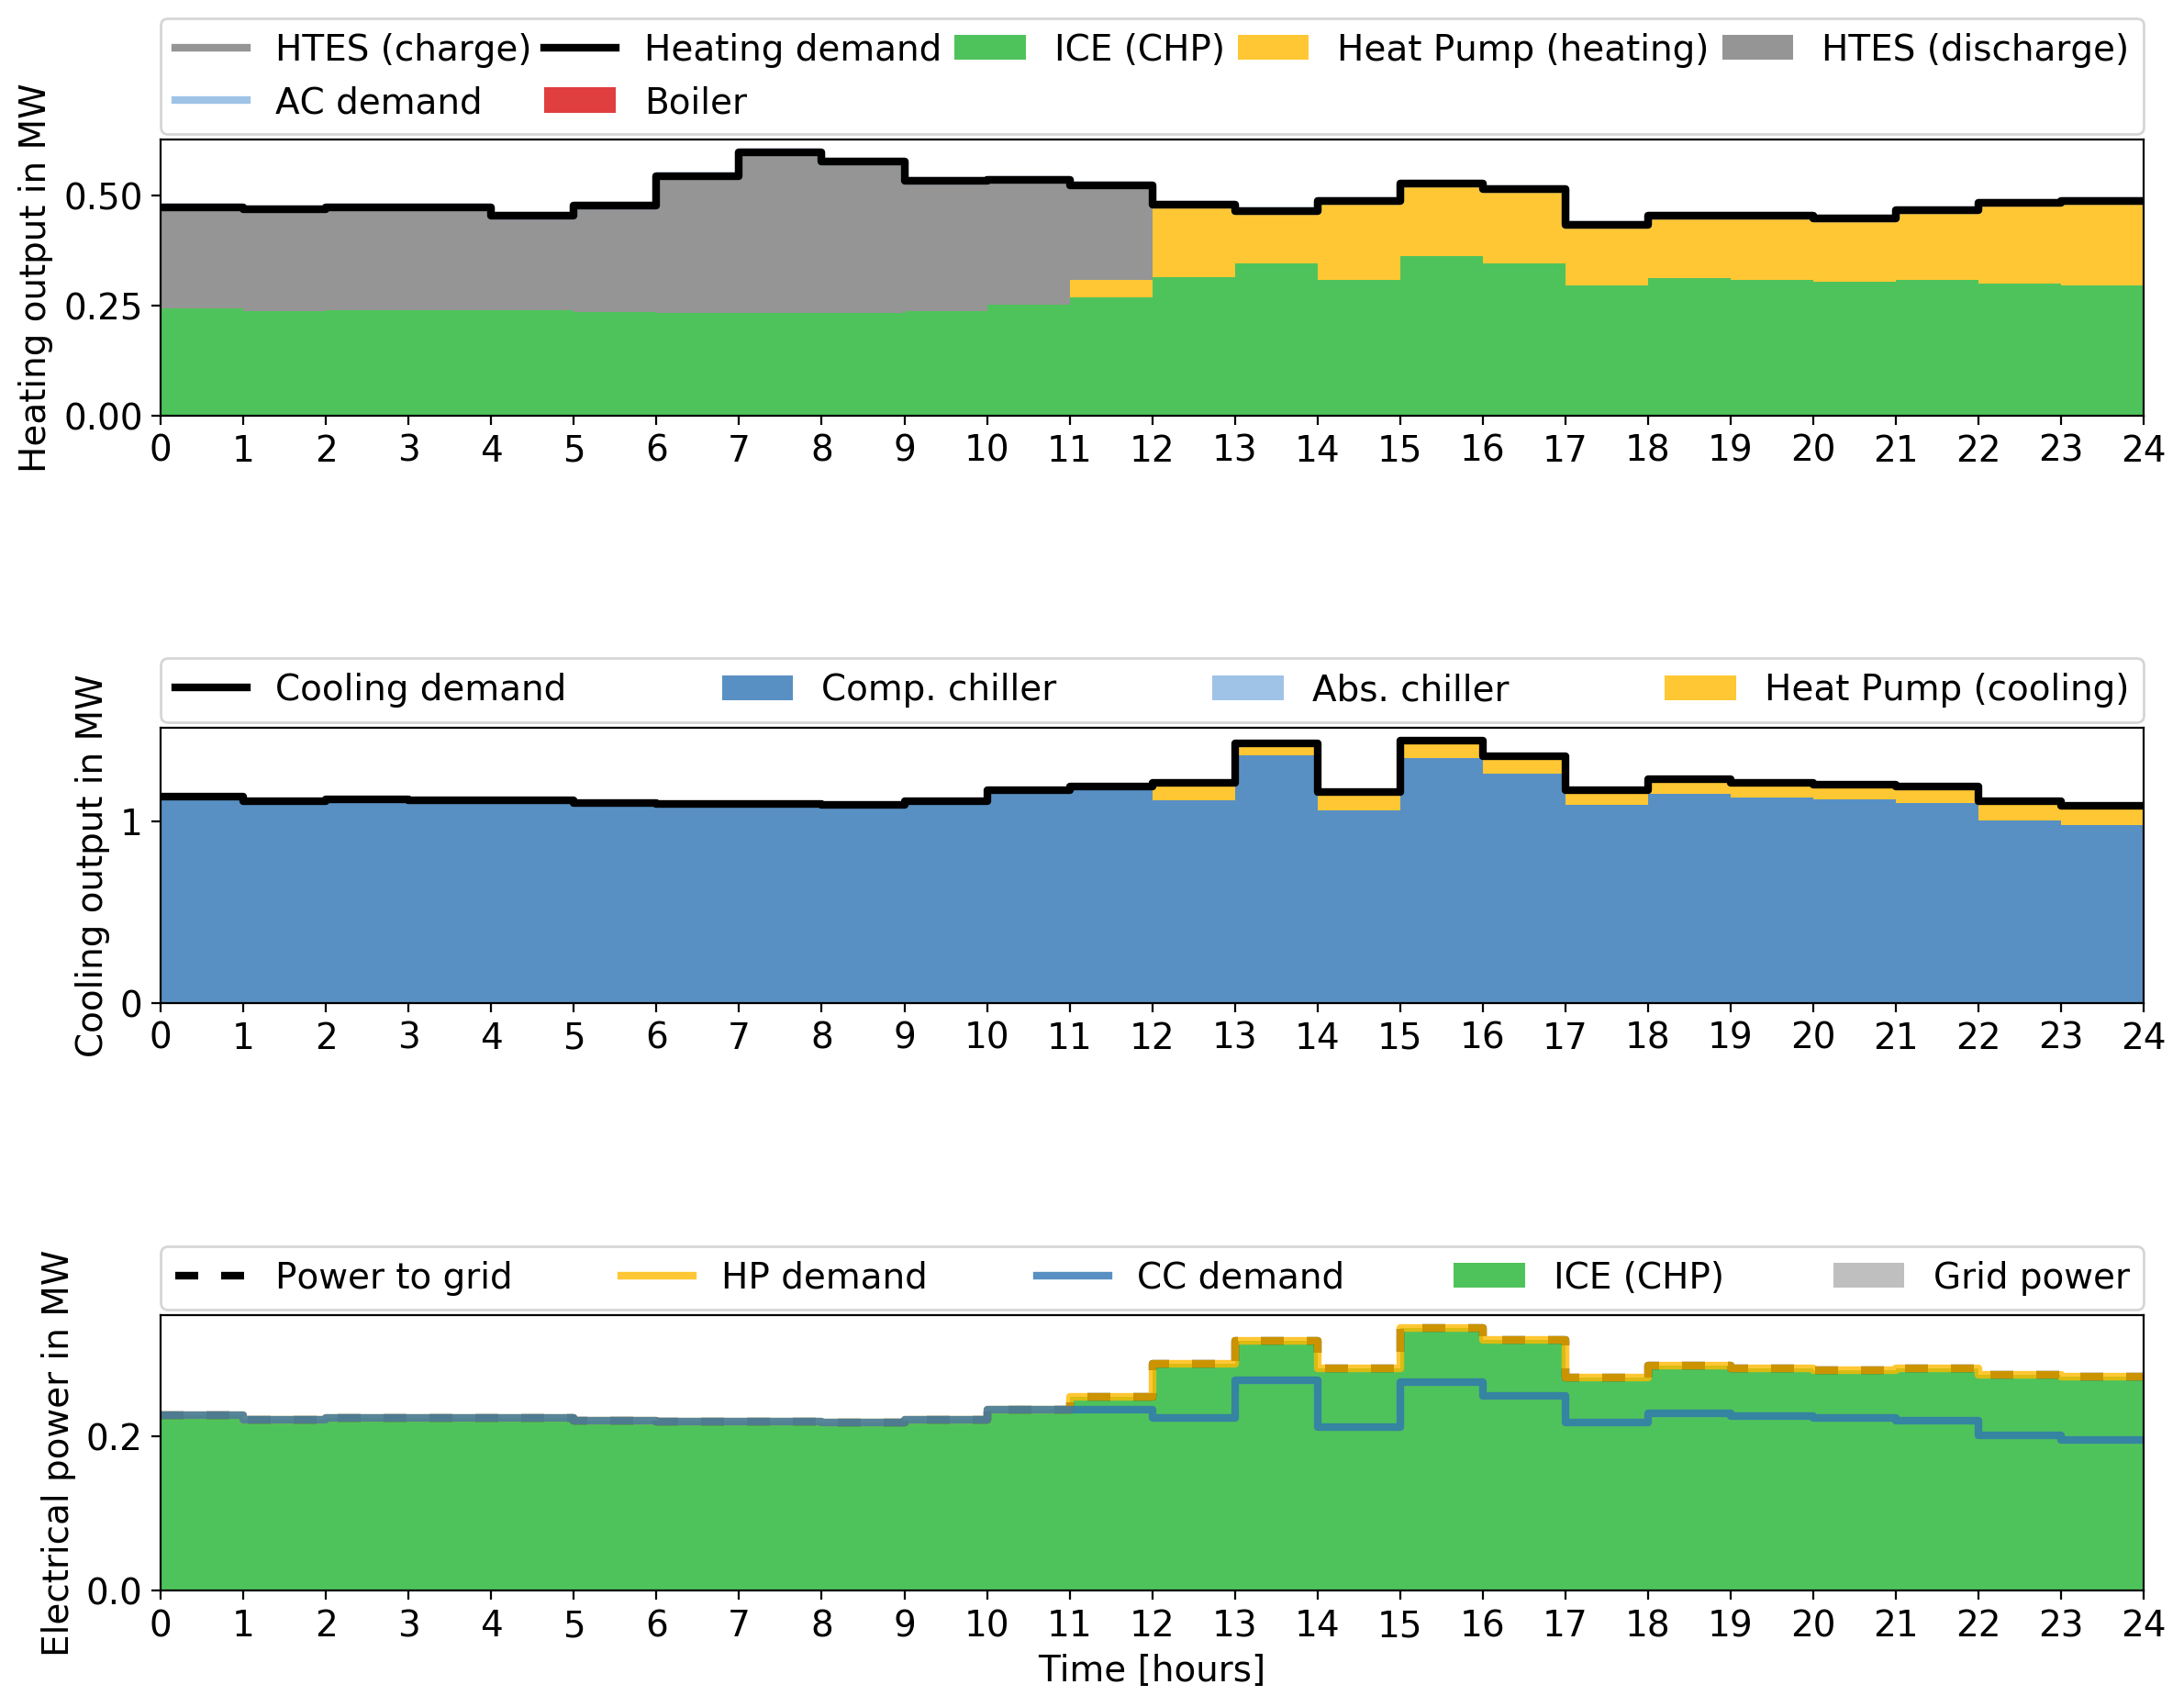 HTES (charge) Heating demand ICE (CHP) Heat Pump (heating) HTES (discharge)
AC demand Boiler
Heating output in MW
0.50
0.25
0.00
0 1 2 3 4 5 6 7 8 9 10 11 12 13 14 15 16 17 18 19 20 21 22 23 24
Cooling demand Comp. chiller Abs. chiller Heat Pump (cooling)
Cooling output in MW
1
0
0 1 2 3 4 5 6 7 8 9 10 11 12 13 14 15 16 17 18 19 20 21 22 23 24
Power to grid HP demand CC demand ICE (CHP) Grid power
Electrical power in MW
0.2
0.0
0 1 2 3 4 5 6 7 8 9 10 11 12 13 14 15 16 17 18 19 20 21 22 23 24
Time [hours]